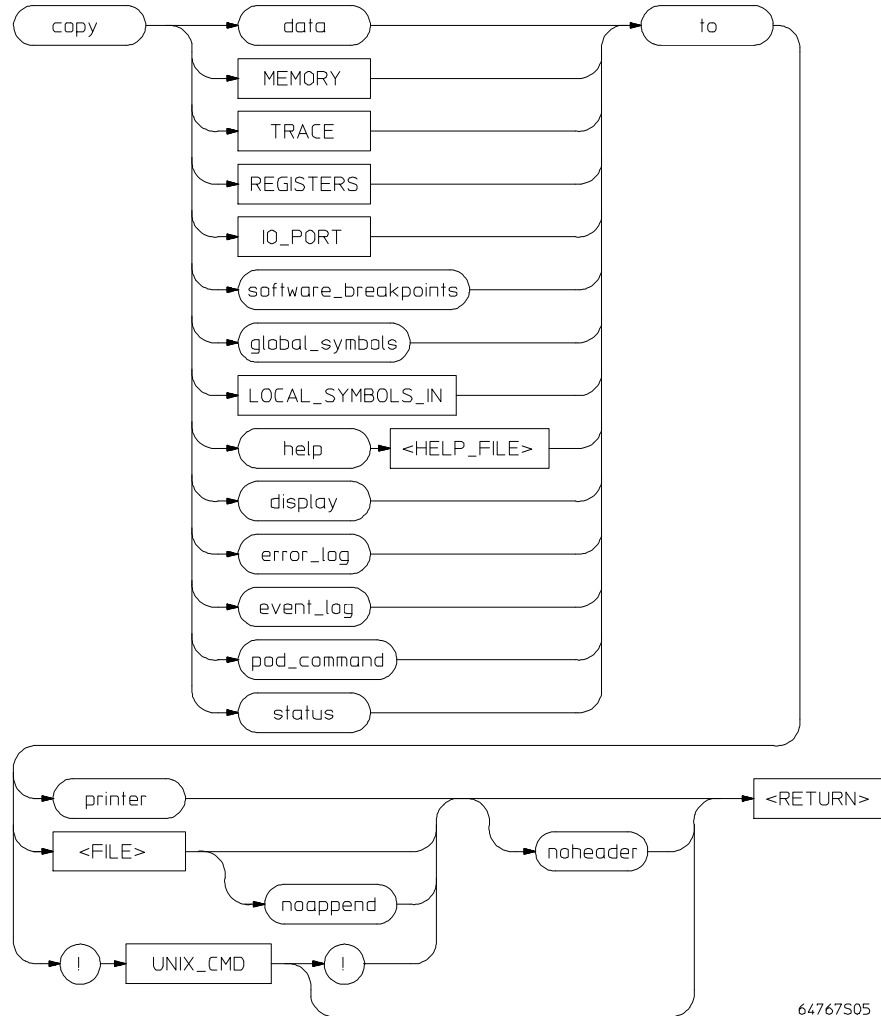 copy data to
MEMORY
TRACE
REGISTERS
IO_PORT
software_breakpoints
global_symbols
LOCAL_SYMBOLS_IN
help <HELP_FILE>
display
error_log
event_log
pod_command
status
printer <RETURN>
<FILE> noheader
noappend
! UNIX_CMD !
64767S05